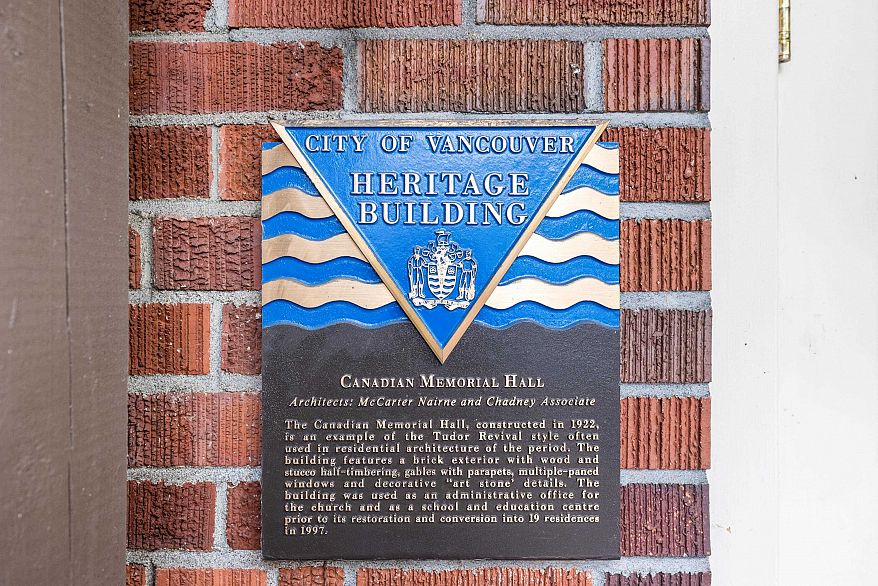 CITY OF VANCOUVER
HERITAGE
BUILDING
CANADIAN MEMORIAL HALL
Architects: McCarter Nairne and Chadney Associate
The Canadian Memorial Hall, constructed in 1922,
is an example of the Tudor Revival style often
used in residential architecture of the period. The
building features a brick exterior with wood and
stucco half-timbering, gables with parapets, multiple-paned
windows and decorative "art stone' details. The
building was used as an administrative office for
the church and as a school and education centre
prior to its restoration and conversion into 19 residences
in 1997.